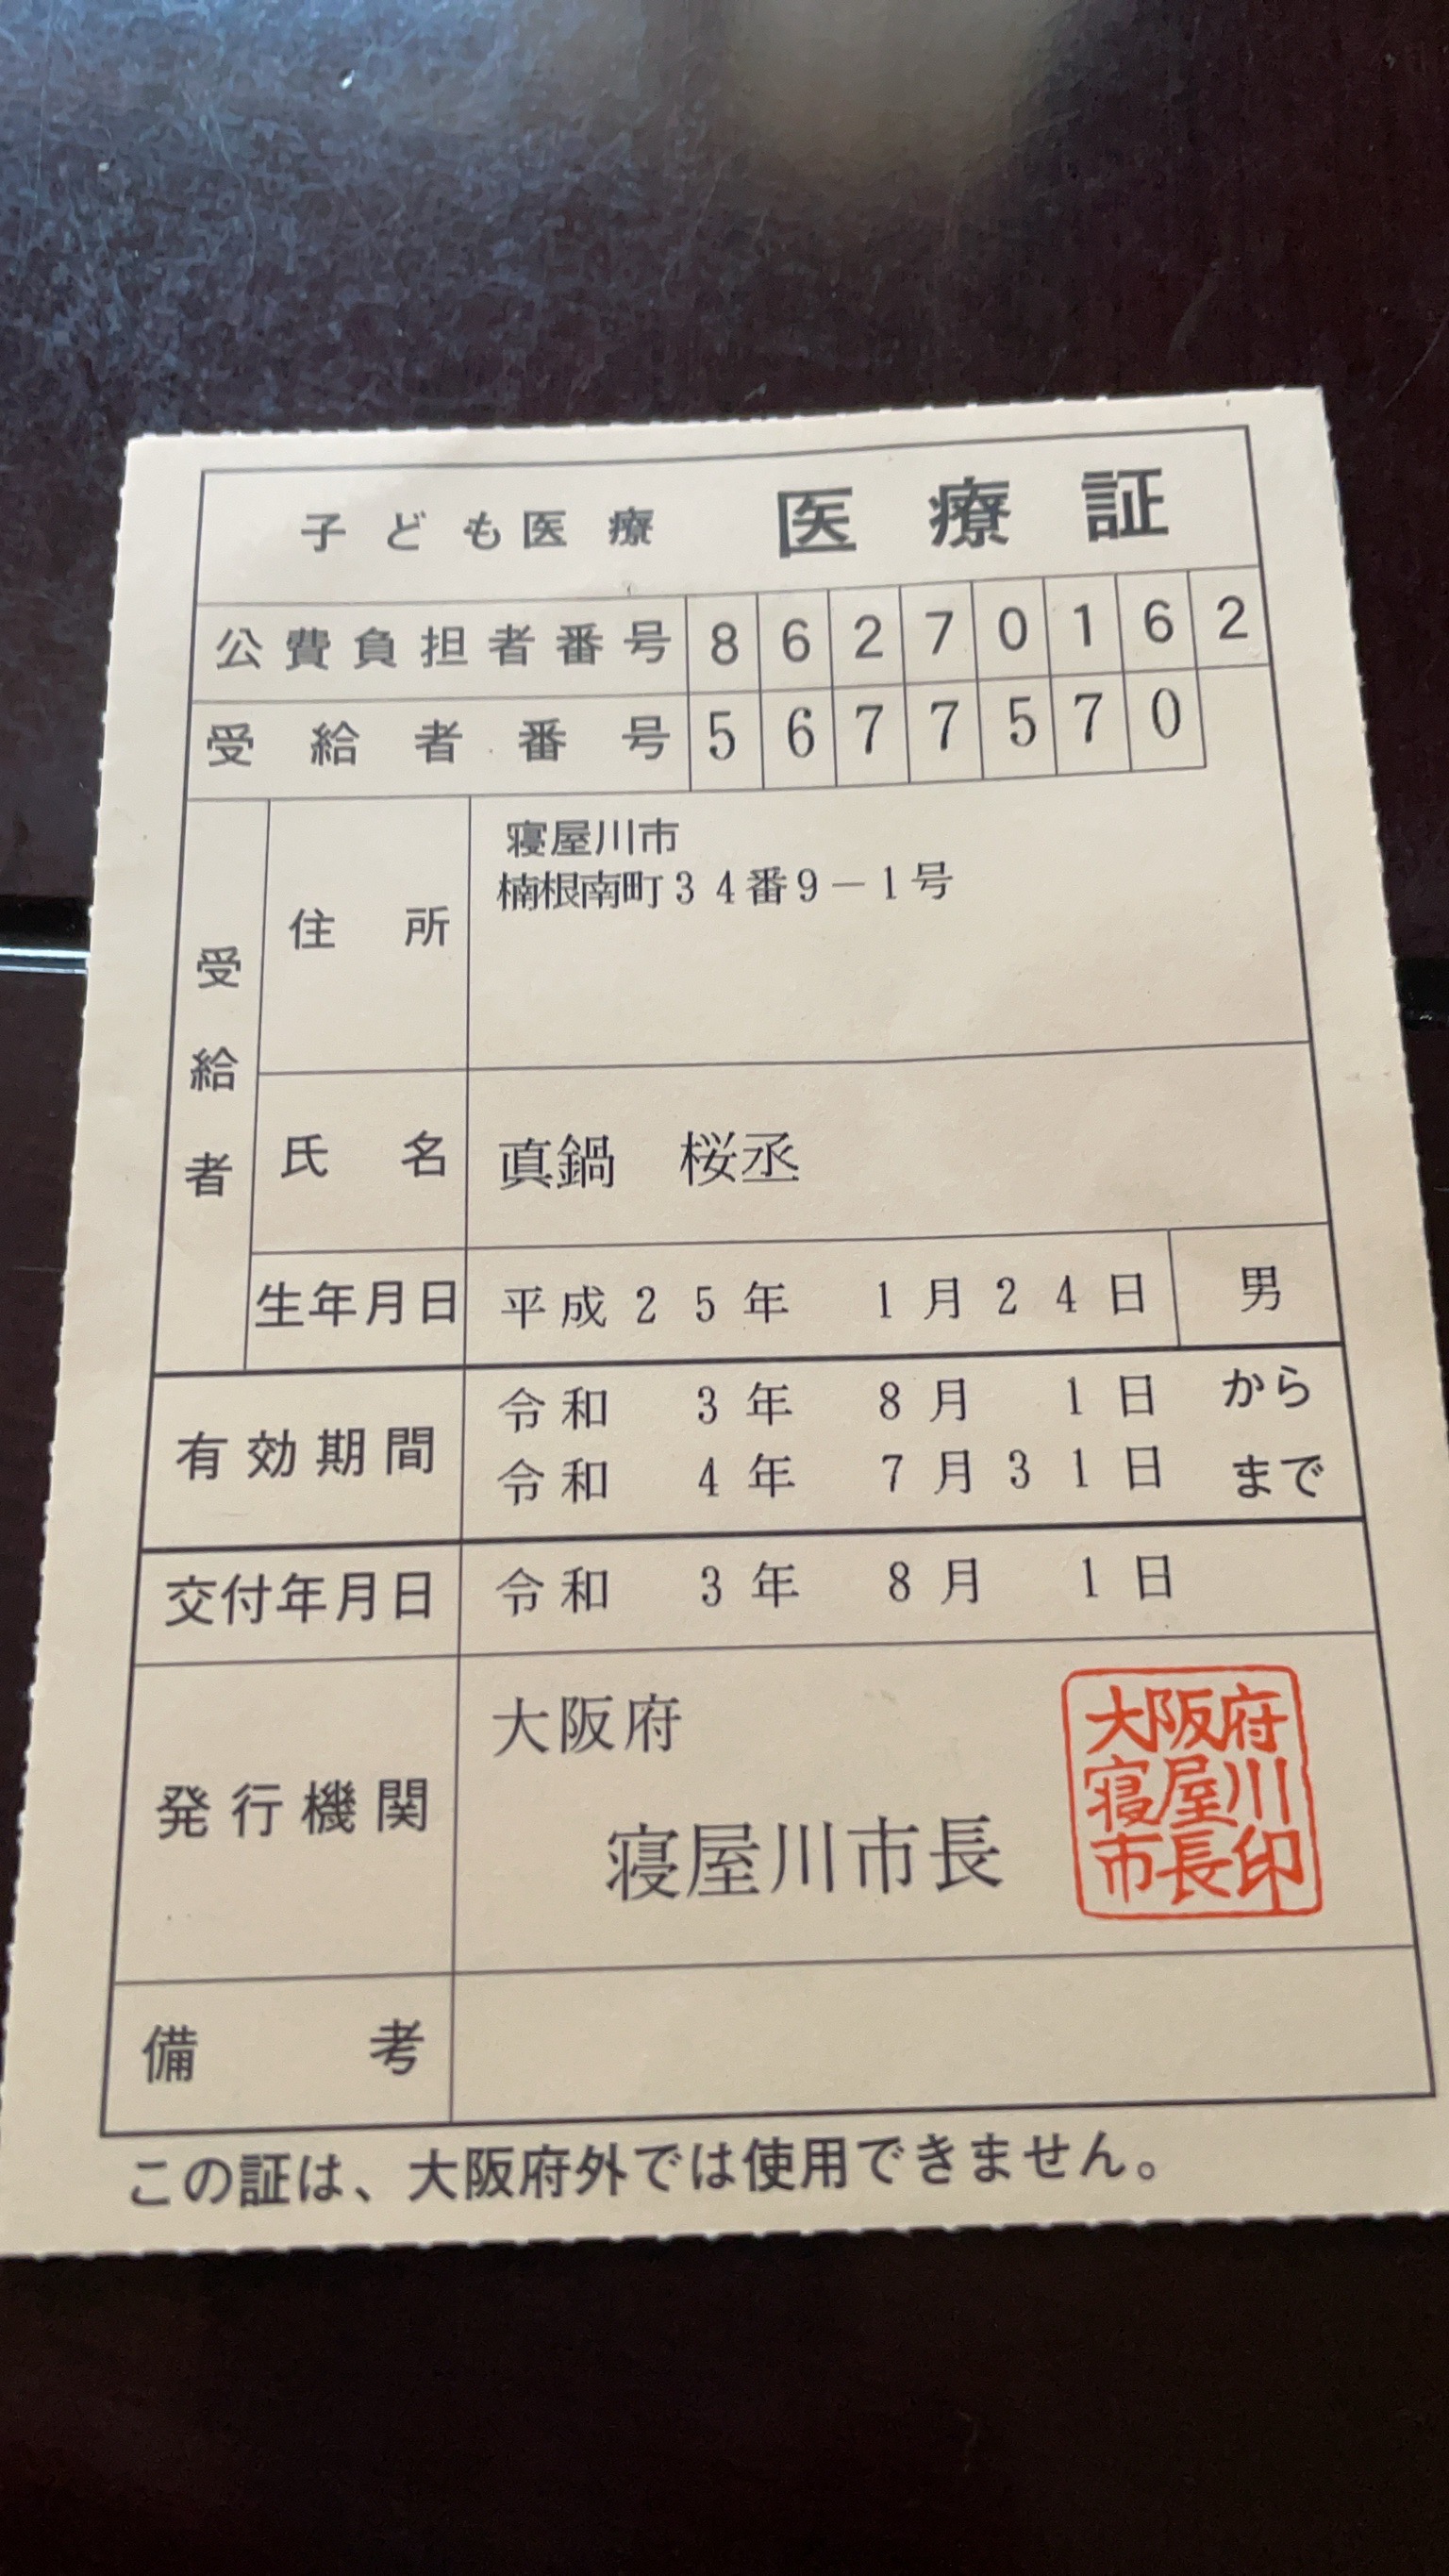 子ども医療 医療証
公費負担者番号 86270162
受給者番号 5677570
受給者
住所 寝屋川市
楠根南町34番9-1号
氏名 真鍋 桜丞
生年月日 平成25年 1月24日 男
有効期間 令和 3年 8月 1日 から
令和 4年 7月31日 まで
交付年月日 令和 3年 8月 1日
発行機関 大阪府
寝屋川市長
大阪府
寝屋川
市長印
備考
この証は、大阪府外では使用できません。